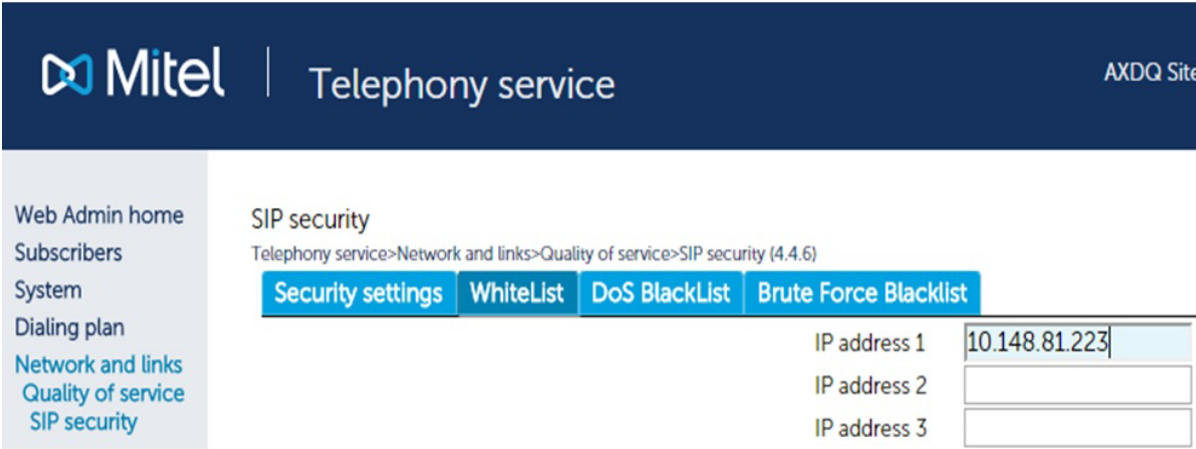 Mitel | Telephony service
AXDQ Site
Web Admin home
Subscribers
System
Dialing plan
Network and links
Quality of service
SIP security
SIP security
Telephony service>Network and links>Quality of service>SIP security (4.4.6)
Security settings WhiteList DoS BlackList Brute Force Blacklist
IP address 1 10.148.81.223
IP address 2
IP address 3